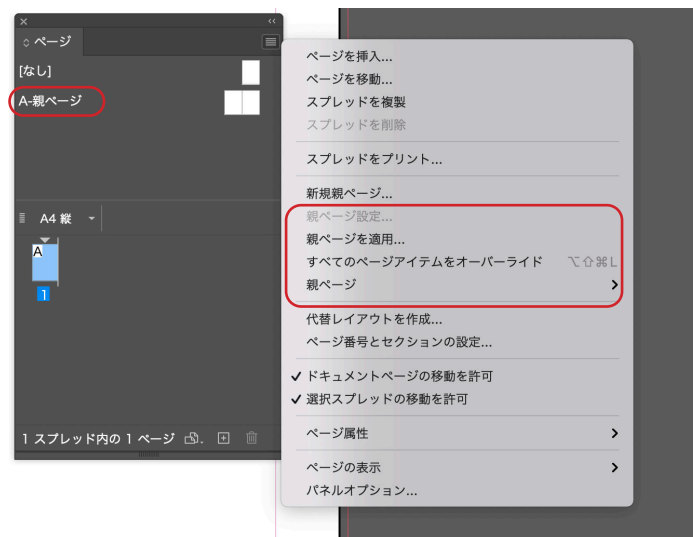 ページ
[なし]
A-親ページ
A4 縦
A
1
1 スプレッド内の 1 ページ
ページを挿入...
ページを移動...
スプレッドを複製
スプレッドを削除
スプレッドをプリント...
新規親ページ...
親ページ設定...
親ページを適用...
すべてのページアイテムをオーバーライド ⌥⇧⌘L
親ページ
代替レイアウトを作成...
ページ番号とセクションの設定...
ドキュメントページの移動を許可
選択スプレッドの移動を許可
ページ属性
ページの表示
パネルオプション...